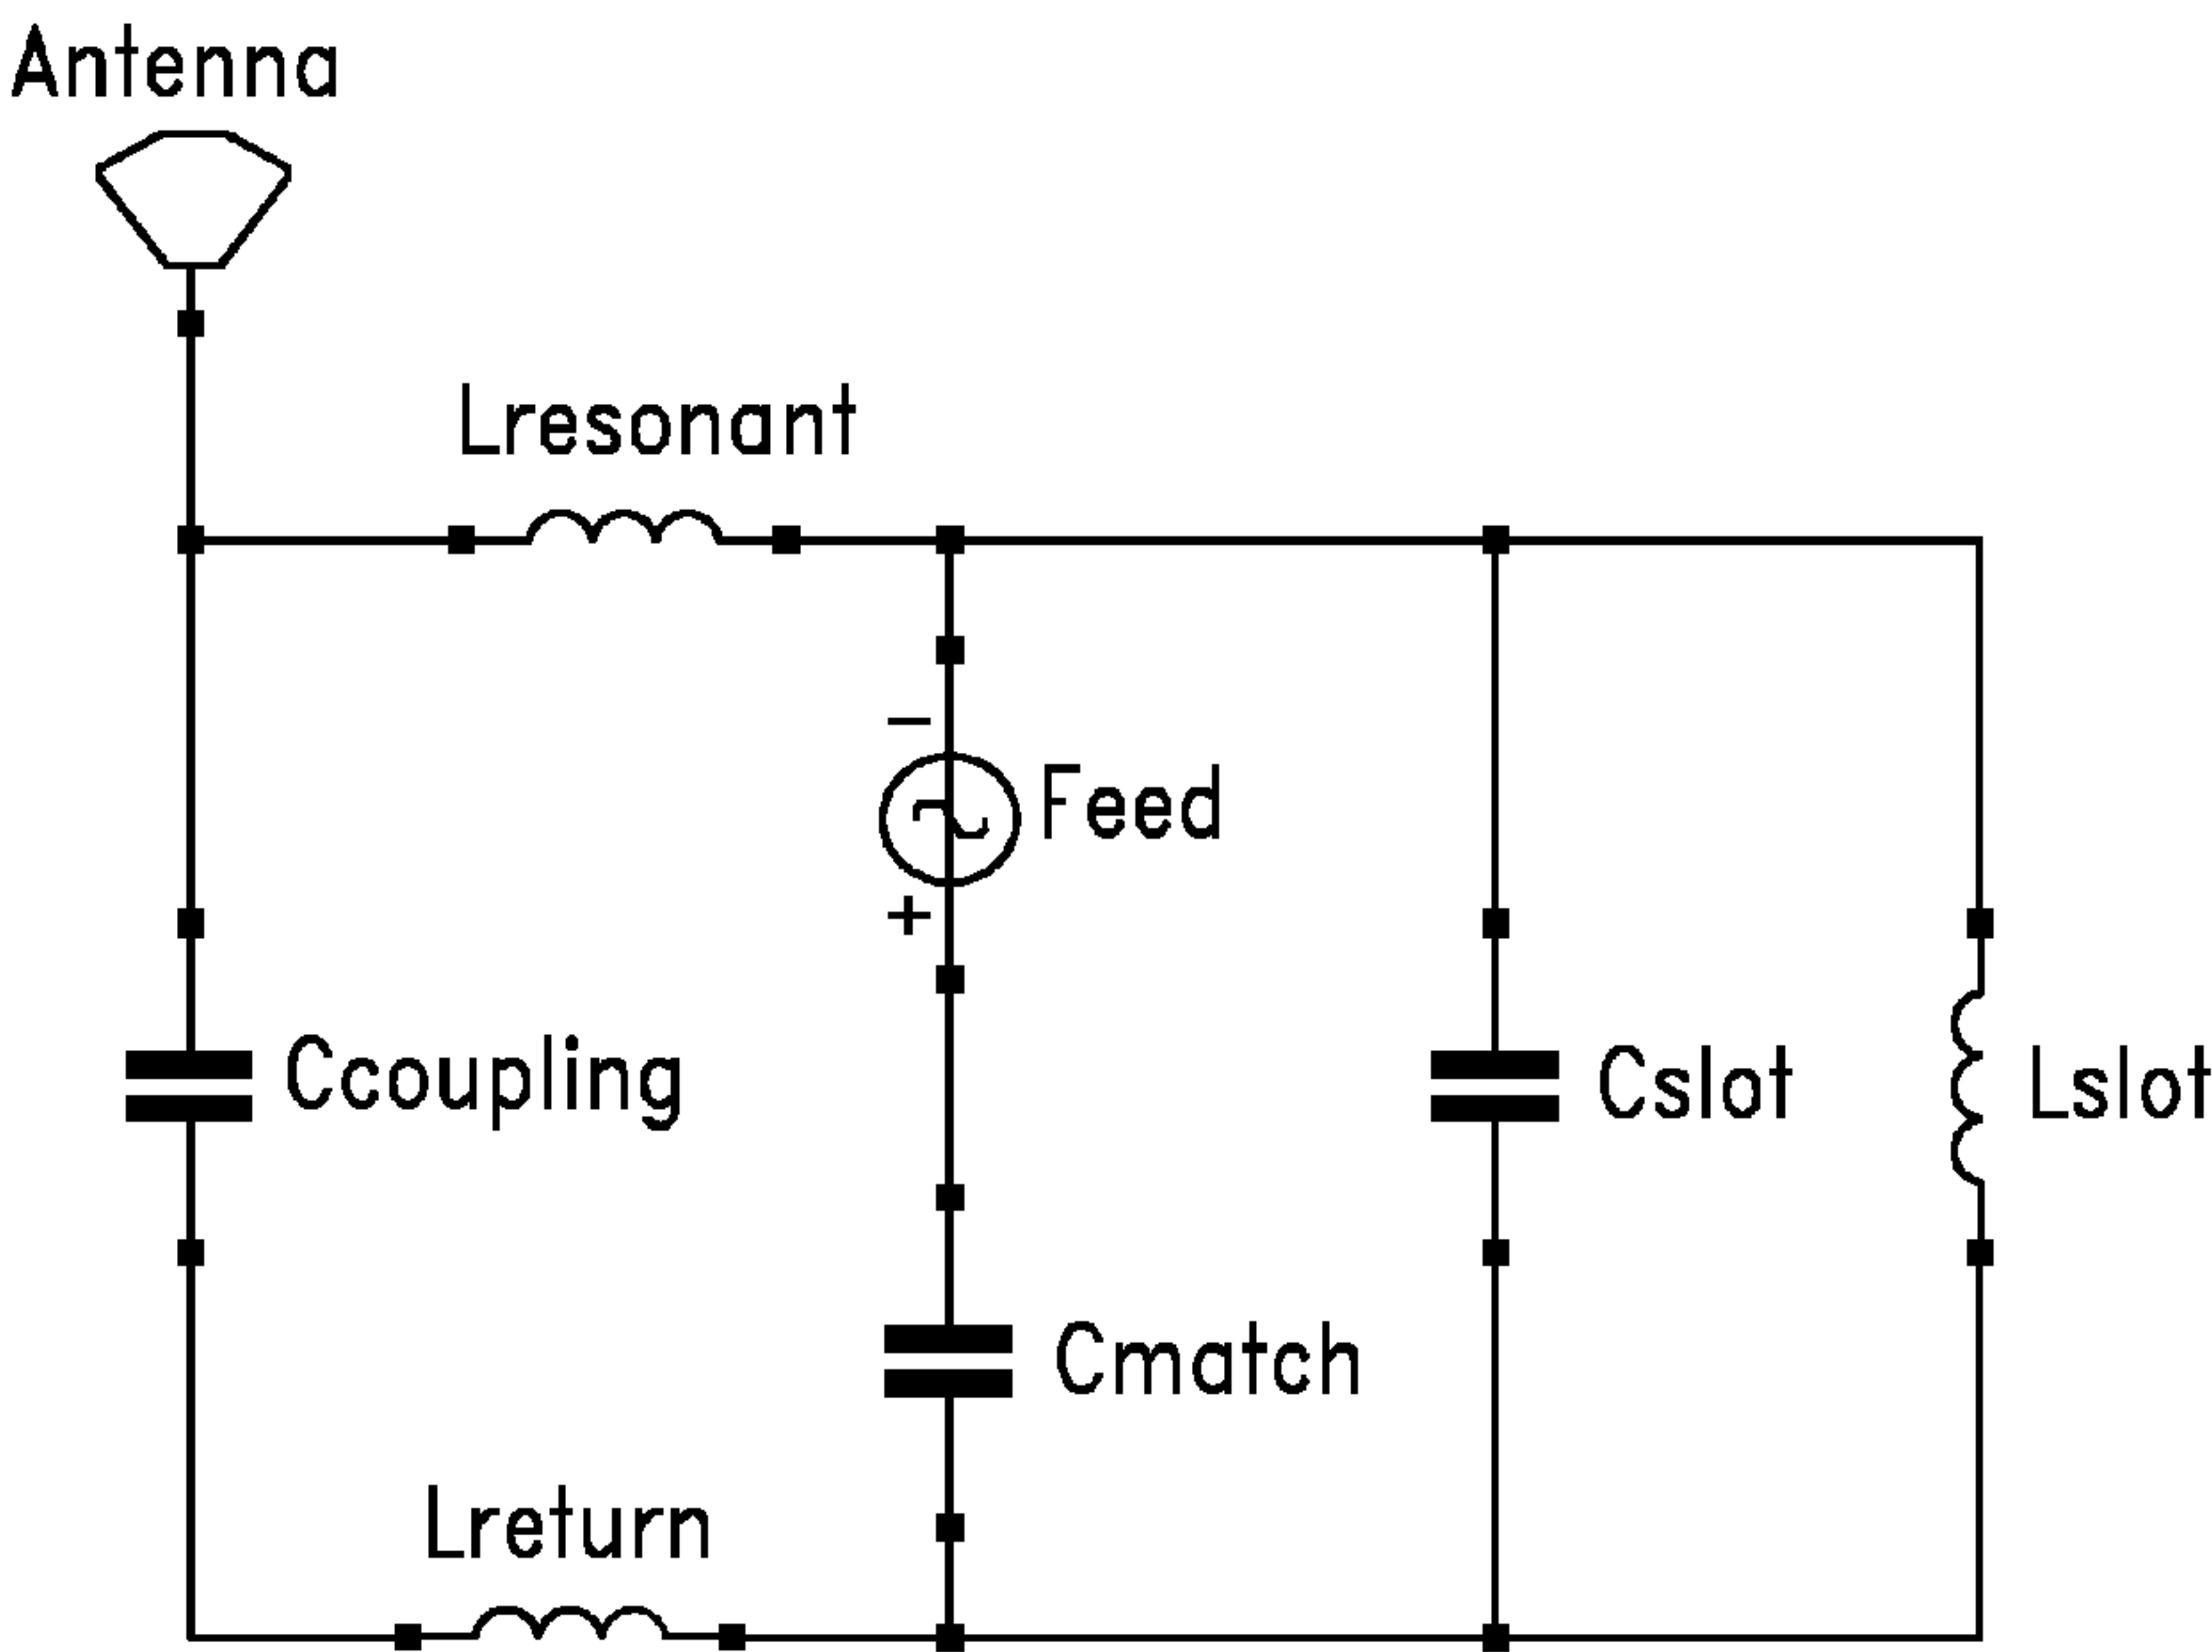 Antenna
Lresonant
−
Feed
+
Ccoupling
Cslot
Lslot
Cmatch
Lreturn